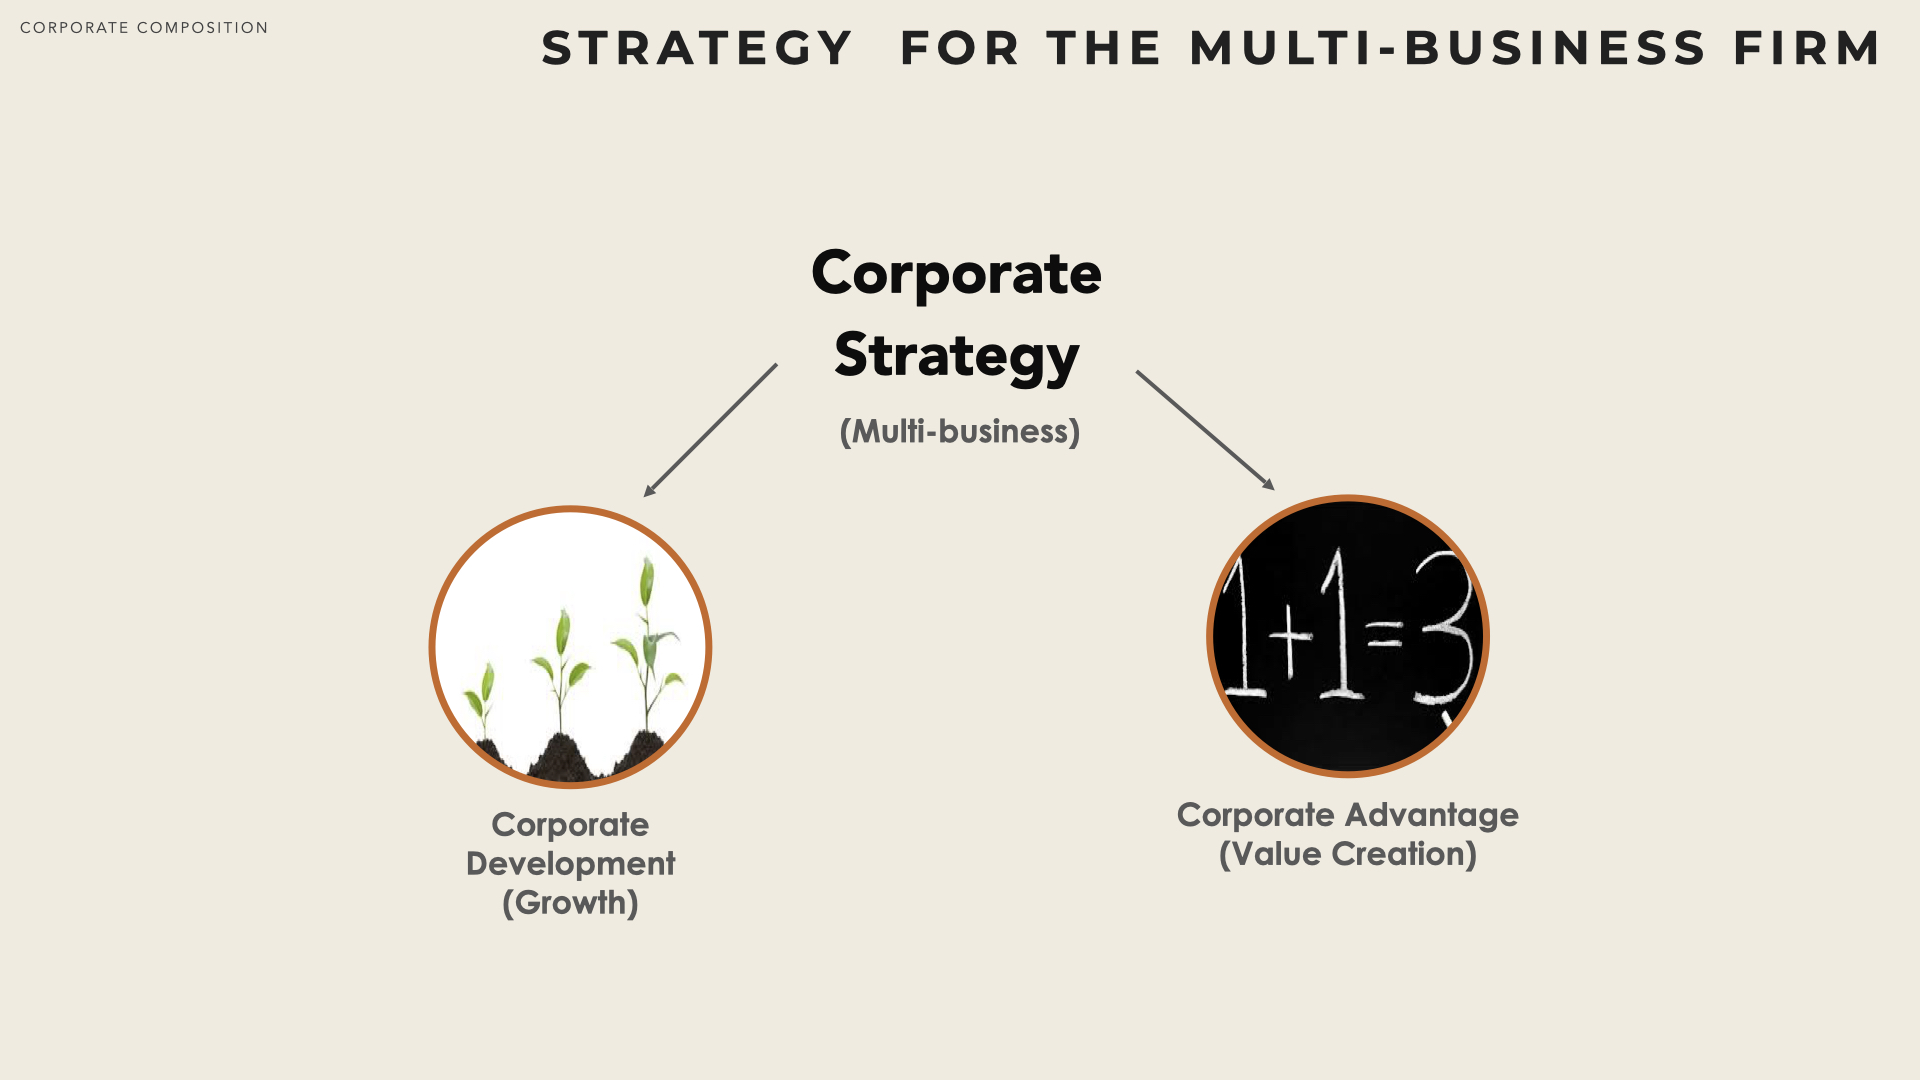 CORPORATE COMPOSITION
STRATEGY FOR THE MULTI-BUSINESS FIRM
Corporate
Strategy
(Multi-business)
1+1=3
Corporate
Development
(Growth)
Corporate Advantage
(Value Creation)